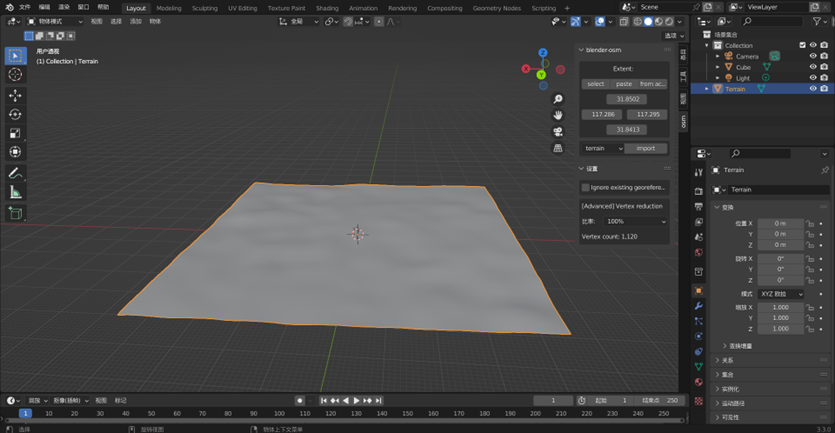 文件 编辑 渲染 窗口 帮助 Layout Modeling Sculpting UV Editing Texture Paint Shading Animation Rendering Compositing Geometry Nodes Scripting + Scene ViewLayer
物体模式 视图 选择 添加 物体 全局
选项
用户透视
(1) Collection | Terrain
X Y Z
blender-osm
Extent:
select paste from ac...
31.8502
117.286 117.295
31.8413
terrain import
设置
Ignore existing georefere...
[Advanced] Vertex reduction
比率: 100%
Vertex count: 1,120
条目
工具
视图
osm
场景集合
Collection
Camera
Cube
Light
Terrain
Terrain
Terrain
变换
位置 X 0 m
Y 0 m
Z 0 m
旋转 X 0°
Y 0°
Z 0°
模式 XYZ 欧拉
缩放 X 1.000
Y 1.000
Z 1.000
变换增量
关系
集合
实例化
运动路径
可见性
回放 抠像(插帧) 视图 标记 1 起始 1 结束点 250
1 10 20 30 40 50 60 70 80 90 100 110 120 130 140 150 160 170 180 190 200 210 220 230 240 250
选择 旋转视图 物体上下文菜单 3.3.0